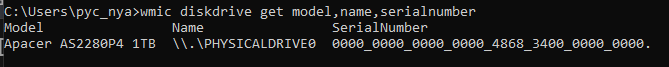 C:\Users\pyc_nya>wmic diskdrive get model,name,serialnumber
Model Name SerialNumber
Apacer AS2280P4 1TB \\.\PHYSICALDRIVE0 0000_0000_0000_0000_4868_3400_0000_0000.